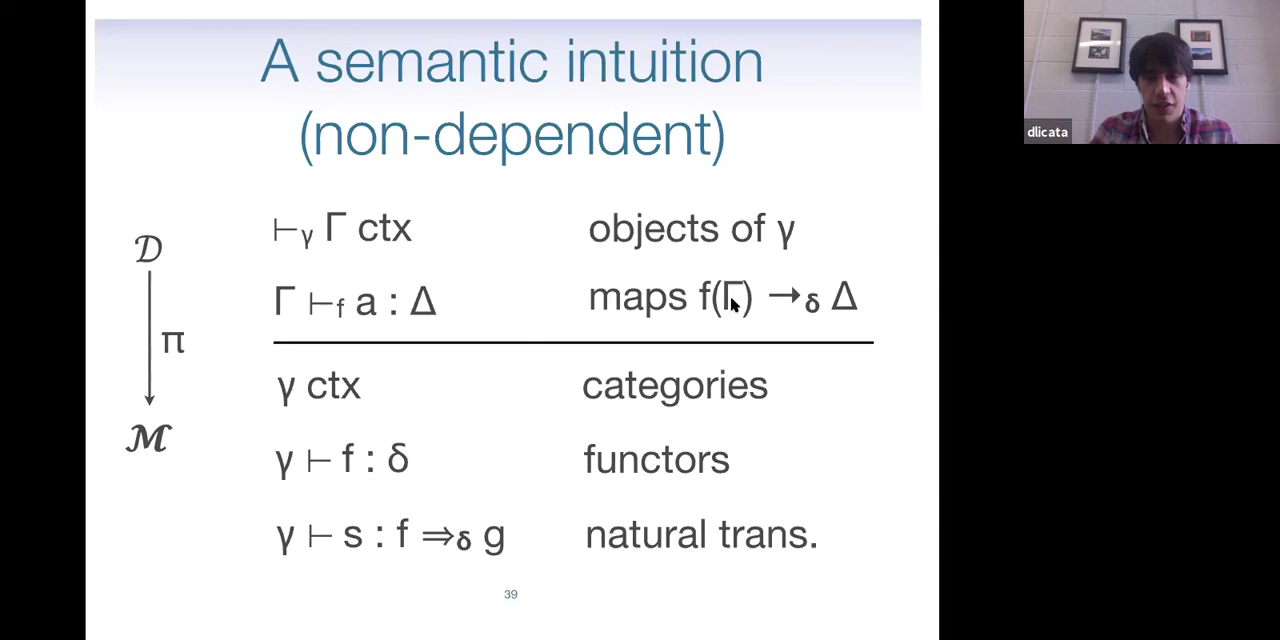 A semantic intuition
(non-dependent)
⊢γ Γ ctx objects of γ
Γ ⊢f a : Δ maps f(Γ) →δ Δ
γ ctx categories
γ ⊢ f : δ functors
γ ⊢ s : f ⇒δ g natural trans.
𝒟
π
ℳ
39
dlicata